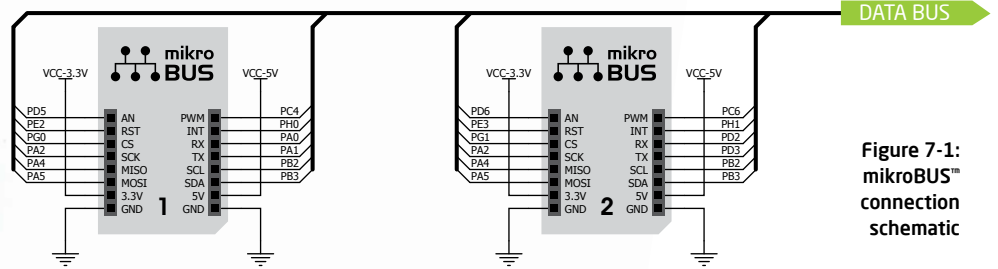 DATA BUS
mikro
BUS
VCC-3.3V
VCC-5V
PD5
PE2
PG0
PA2
PA4
PA5
AN
RST
CS
SCK
MISO
MOSI
3.3V
GND
1
PWM
INT
RX
TX
SCL
SDA
5V
GND
PC4
PH0
PA0
PA1
PB2
PB3
mikro
BUS
VCC-3.3V
VCC-5V
PD6
PE3
PG1
PA2
PA4
PA5
AN
RST
CS
SCK
MISO
MOSI
3.3V
GND
2
PWM
INT
RX
TX
SCL
SDA
5V
GND
PC6
PH1
PD2
PD3
PB2
PB3
Figure 7-1:
mikroBUS™
connection
schematic